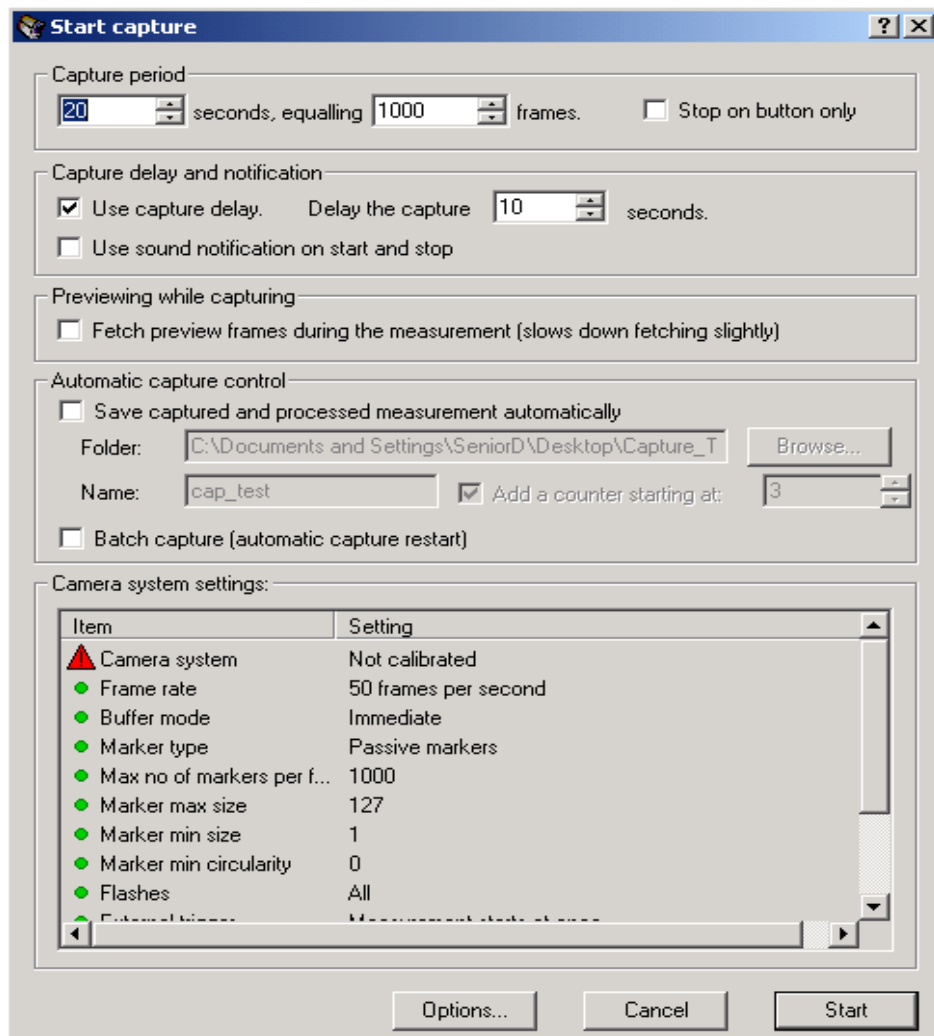 Start capture
Capture period
20 seconds, equalling 1000 frames. Stop on button only
Capture delay and notification
Use capture delay. Delay the capture 10 seconds.
Use sound notification on start and stop
Previewing while capturing
Fetch preview frames during the measurement (slows down fetching slightly)
Automatic capture control
Save captured and processed measurement automatically
Folder: C:\Documents and Settings\SeniorD\Desktop\Capture_T Browse...
Name: cap_test Add a counter starting at: 3
Batch capture (automatic capture restart)
Camera system settings:
Item Setting
Camera system Not calibrated
Frame rate 50 frames per second
Buffer mode Immediate
Marker type Passive markers
Max no of markers per f... 1000
Marker max size 127
Marker min size 1
Marker min circularity 0
Flashes All
External trigger Measurement starts at once
Options... Cancel Start